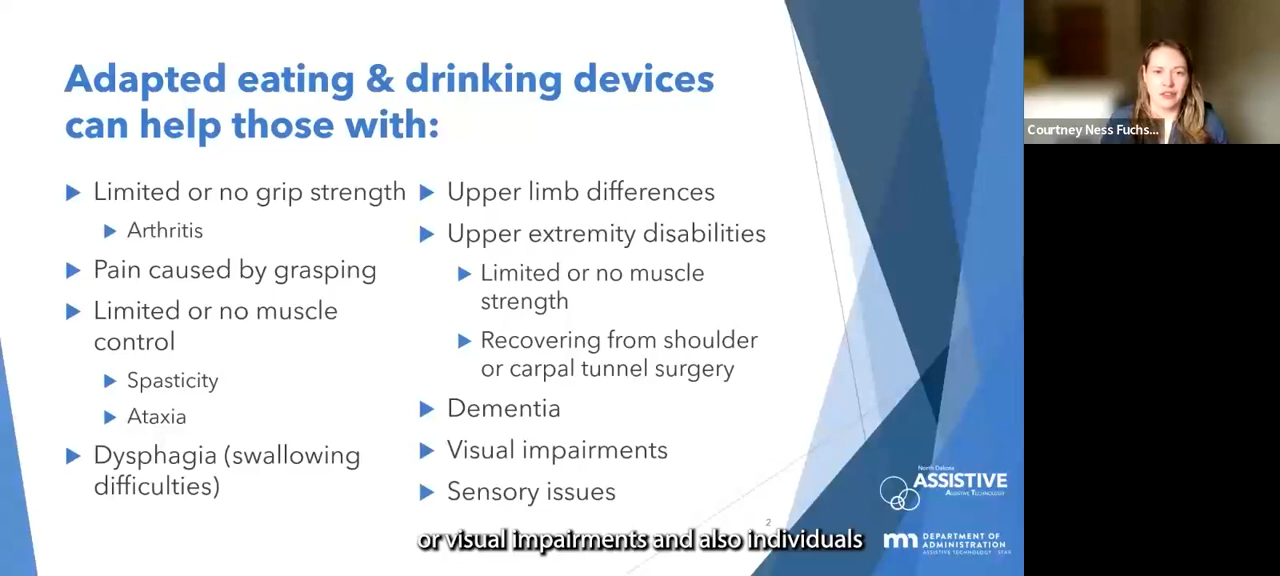 Adapted eating & drinking devices
can help those with:
Limited or no grip strength
Arthritis
Pain caused by grasping
Limited or no muscle
control
Spasticity
Ataxia
Dysphagia (swallowing
difficulties)
Upper limb differences
Upper extremity disabilities
Limited or no muscle
strength
Recovering from shoulder
or carpal tunnel surgery
Dementia
Visual impairments
Sensory issues
2
or visual impairments and also individuals
North Dakota
ASSISTIVE
ASSISTIVE TECHNOLOGY
mn DEPARTMENT OF
ADMINISTRATION
ASSISTIVE TECHNOLOGY STAR
Courtney Ness Fuchs...